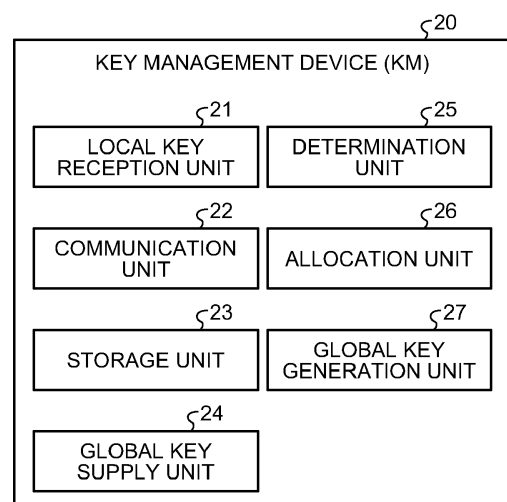 20
KEY MANAGEMENT DEVICE (KM)
21
LOCAL KEY
RECEPTION UNIT
25
DETERMINATION
UNIT
22
COMMUNICATION
UNIT
26
ALLOCATION UNIT
23
STORAGE UNIT
27
GLOBAL KEY
GENERATION UNIT
24
GLOBAL KEY
SUPPLY UNIT